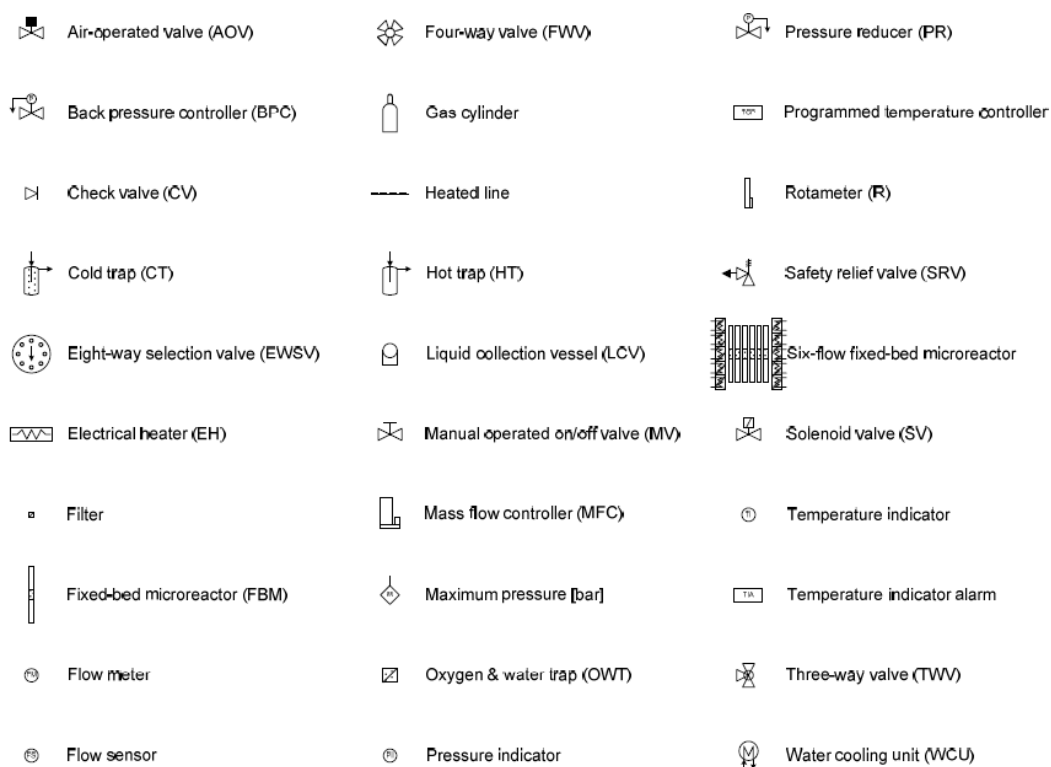 Air-operated valve (AOV)
Four-way valve (FWV)
Pressure reducer (PR)
Back pressure controller (BPC)
Gas cylinder
Programmed temperature controller
Check valve (CV)
Heated line
Rotameter (R)
Cold trap (CT)
Hot trap (HT)
Safety relief valve (SRV)
Eight-way selection valve (EWSV)
Liquid collection vessel (LCV)
Six-flow fixed-bed microreactor
Electrical heater (EH)
Manual operated on/off valve (MV)
Solenoid valve (SV)
Filter
Mass flow controller (MFC)
TI Temperature indicator
Fixed-bed microreactor (FBM)
Maximum pressure [bar]
TIA Temperature indicator alarm
FM Flow meter
Oxygen & water trap (OWT)
Three-way valve (TWV)
FS Flow sensor
PI Pressure indicator
M Water cooling unit (WCU)